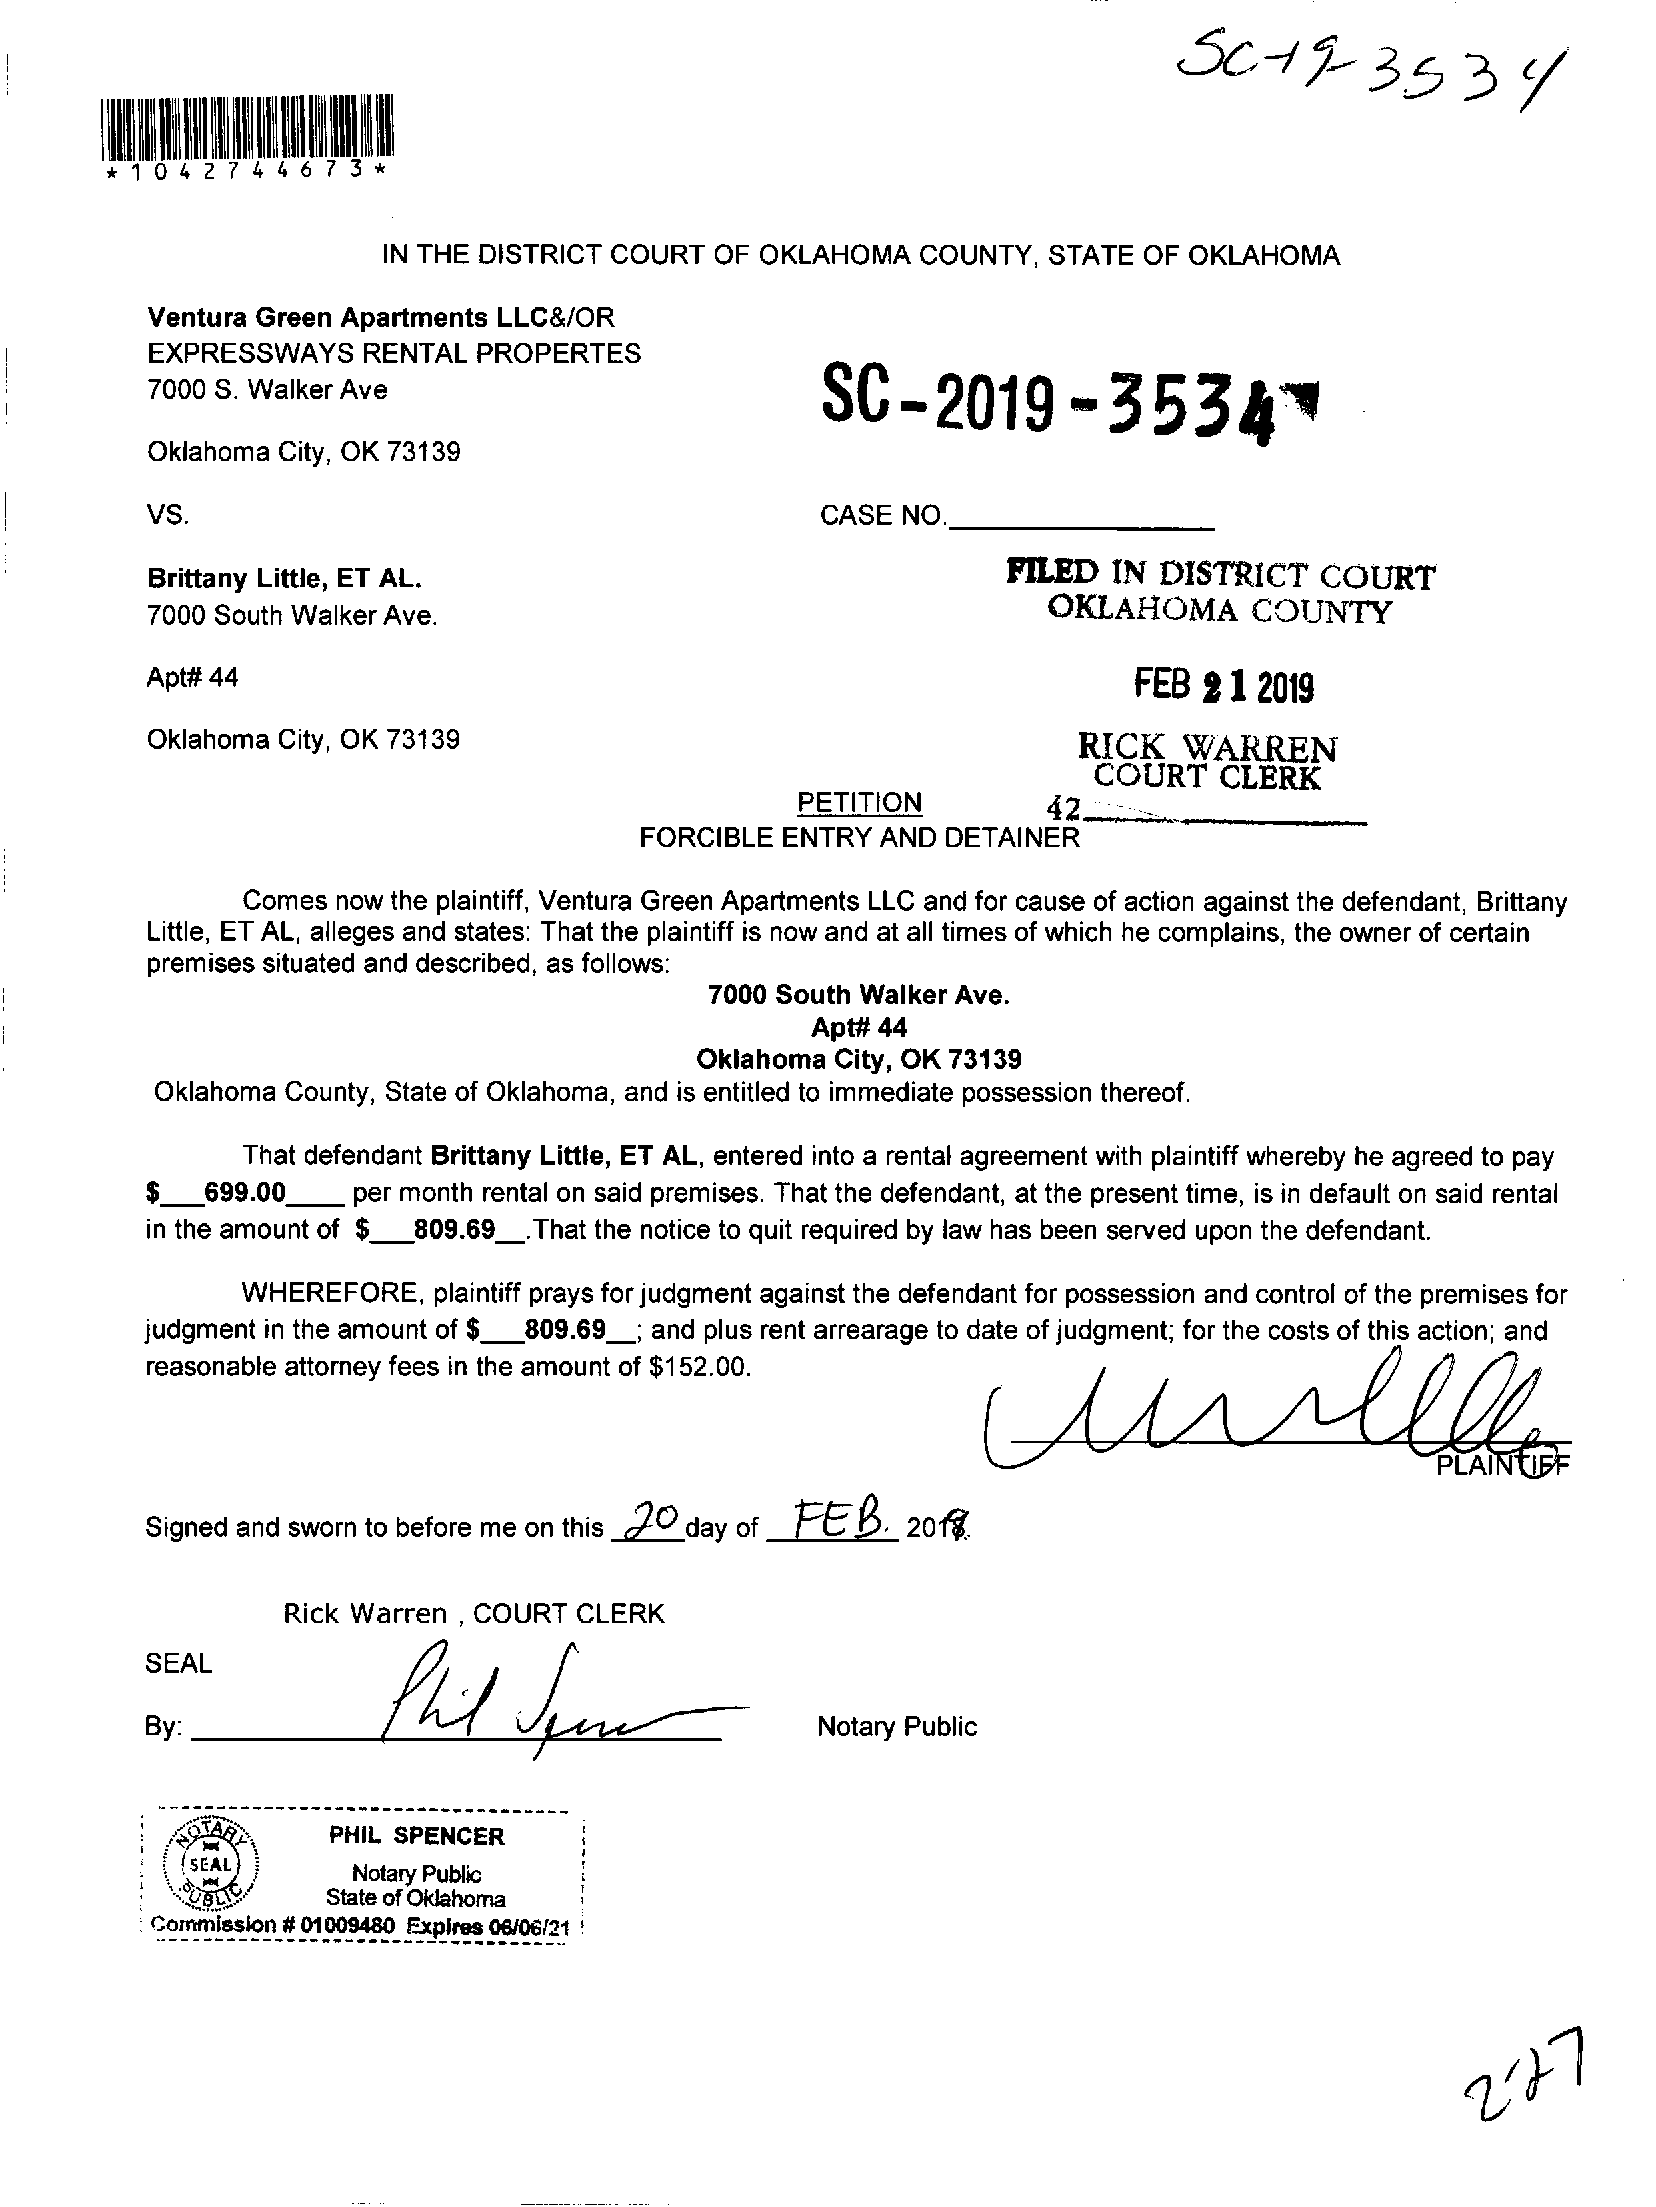 SC-19-3534
*1042744673*
IN THE DISTRICT COURT OF OKLAHOMA COUNTY, STATE OF OKLAHOMA
Ventura Green Apartments LLC&/OR
EXPRESSWAYS RENTAL PROPERTES
7000 S. Walker Ave
SC-2019-3534
Oklahoma City, OK 73139
VS.
CASE NO.
Brittany Little, ET AL.
FILED IN DISTRICT COURT
7000 South Walker Ave.
OKLAHOMA COUNTY
Apt# 44
FEB 21 2019
Oklahoma City, OK 73139
RICK WARREN
COURT CLERK
PETITION
42
FORCIBLE ENTRY AND DETAINER
Comes now the plaintiff, Ventura Green Apartments LLC and for cause of action against the defendant, Brittany
Little, ET AL, alleges and states: That the plaintiff is now and at all times of which he complains, the owner of certain
premises situated and described, as follows:
7000 South Walker Ave.
Apt# 44
Oklahoma City, OK 73139
Oklahoma County, State of Oklahoma, and is entitled to immediate possession thereof.
That defendant Brittany Little, ET AL, entered into a rental agreement with plaintiff whereby he agreed to pay
$___699.00____ per month rental on said premises. That the defendant, at the present time, is in default on said rental
in the amount of $___809.69__.That the notice to quit required by law has been served upon the defendant.
WHEREFORE, plaintiff prays for judgment against the defendant for possession and control of the premises for
judgment in the amount of $___809.69__; and plus rent arrearage to date of judgment; for the costs of this action; and
reasonable attorney fees in the amount of $152.00.
PLAINTIFF
Signed and sworn to before me on this 20 day of FEB. 201
Rick Warren , COURT CLERK
SEAL
By: Phil Spencer Notary Public
NOTARY SEAL PUBLIC
PHIL SPENCER
Notary Public
State of Oklahoma
Commission # 01009480 Expires 06/06/21